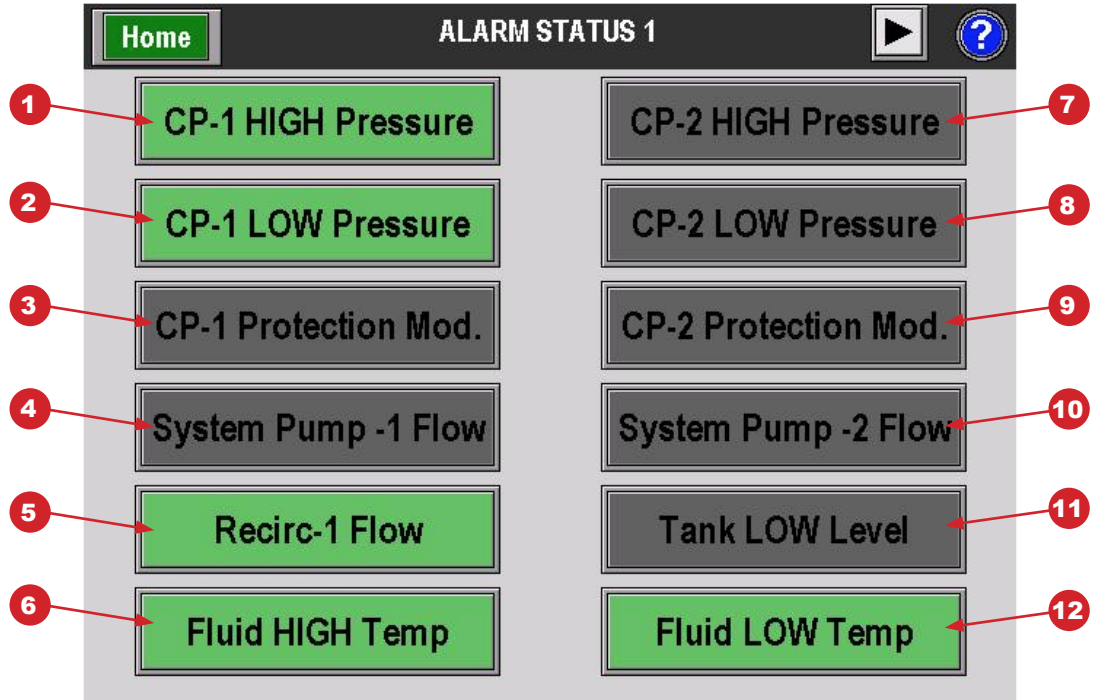 Home
ALARM STATUS 1
?
1
CP-1 HIGH Pressure
CP-2 HIGH Pressure
7
2
CP-1 LOW Pressure
CP-2 LOW Pressure
8
3
CP-1 Protection Mod.
CP-2 Protection Mod.
9
4
System Pump -1 Flow
System Pump -2 Flow
10
5
Recirc-1 Flow
Tank LOW Level
11
6
Fluid HIGH Temp
Fluid LOW Temp
12